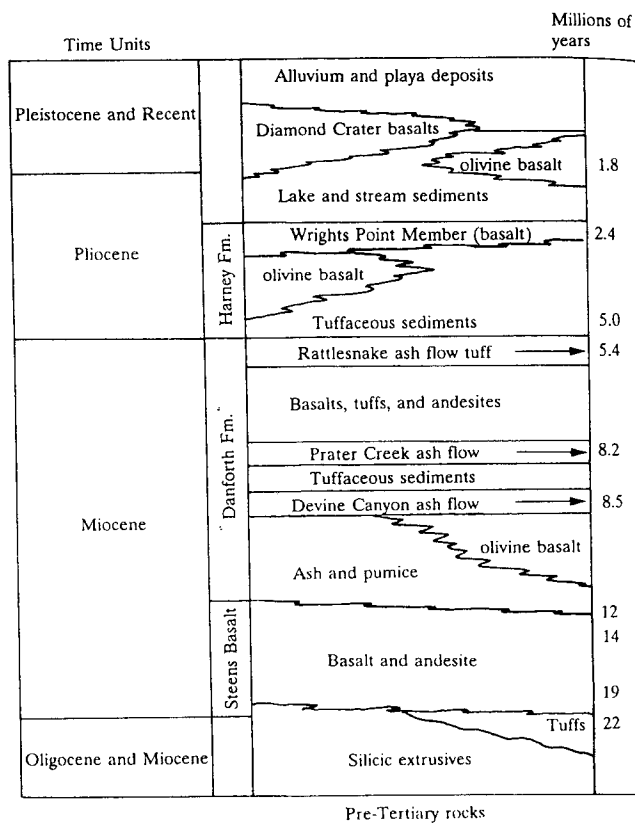 Time Units
Millions of
years
Pleistocene and Recent
Alluvium and playa deposits
Diamond Crater basalts
olivine basalt
1.8
Lake and stream sediments
Pliocene
Harney Fm.
Wrights Point Member (basalt)
2.4
olivine basalt
Tuffaceous sediments
5.0
Miocene
"Danforth Fm."
Rattlesnake ash flow tuff
5.4
Basalts, tuffs, and andesites
Prater Creek ash flow
8.2
Tuffaceous sediments
Devine Canyon ash flow
8.5
olivine basalt
Ash and pumice
Steens Basalt
12
14
Basalt and andesite
19
Tuffs
22
Oligocene and Miocene
Silicic extrusives
Pre-Tertiary rocks